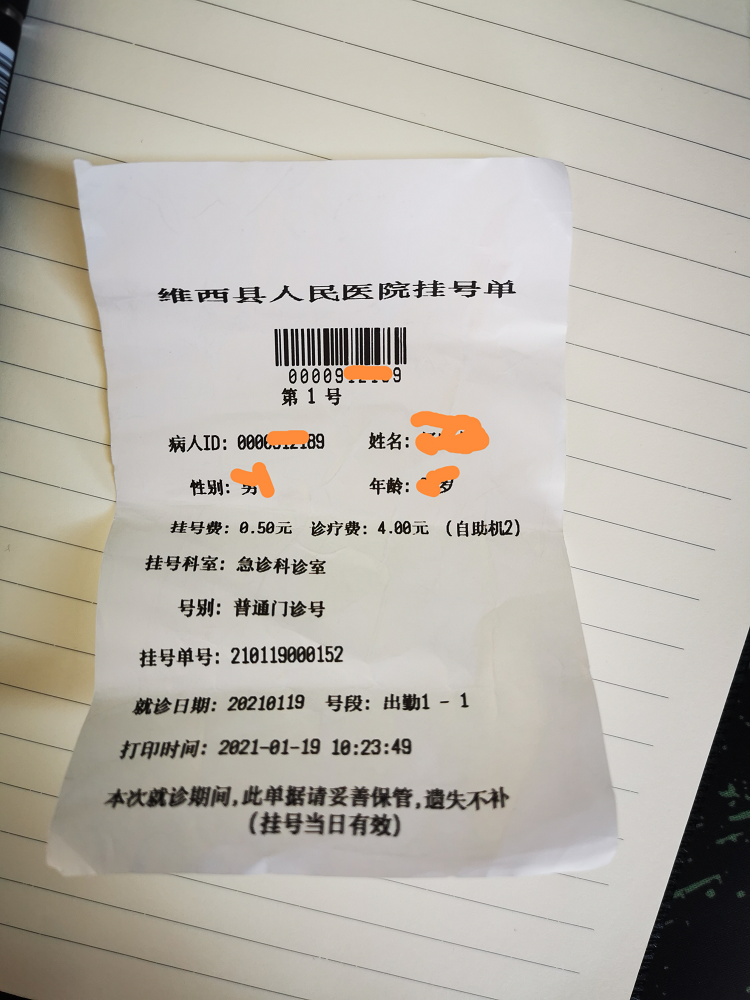 维西县人民医院挂号单
第 1 号
病人ID: 姓名:
性别: 男 年龄: 岁
挂号费: 0.50元 诊疗费: 4.00元 (自助机2)
挂号科室: 急诊科诊室
号别: 普通门诊号
挂号单号: 210119000152
就诊日期: 20210119 号段: 出勤1 - 1
打印时间: 2021-01-19 10:23:49
本次就诊期间,此单据请妥善保管,遗失不补
(挂号当日有效)